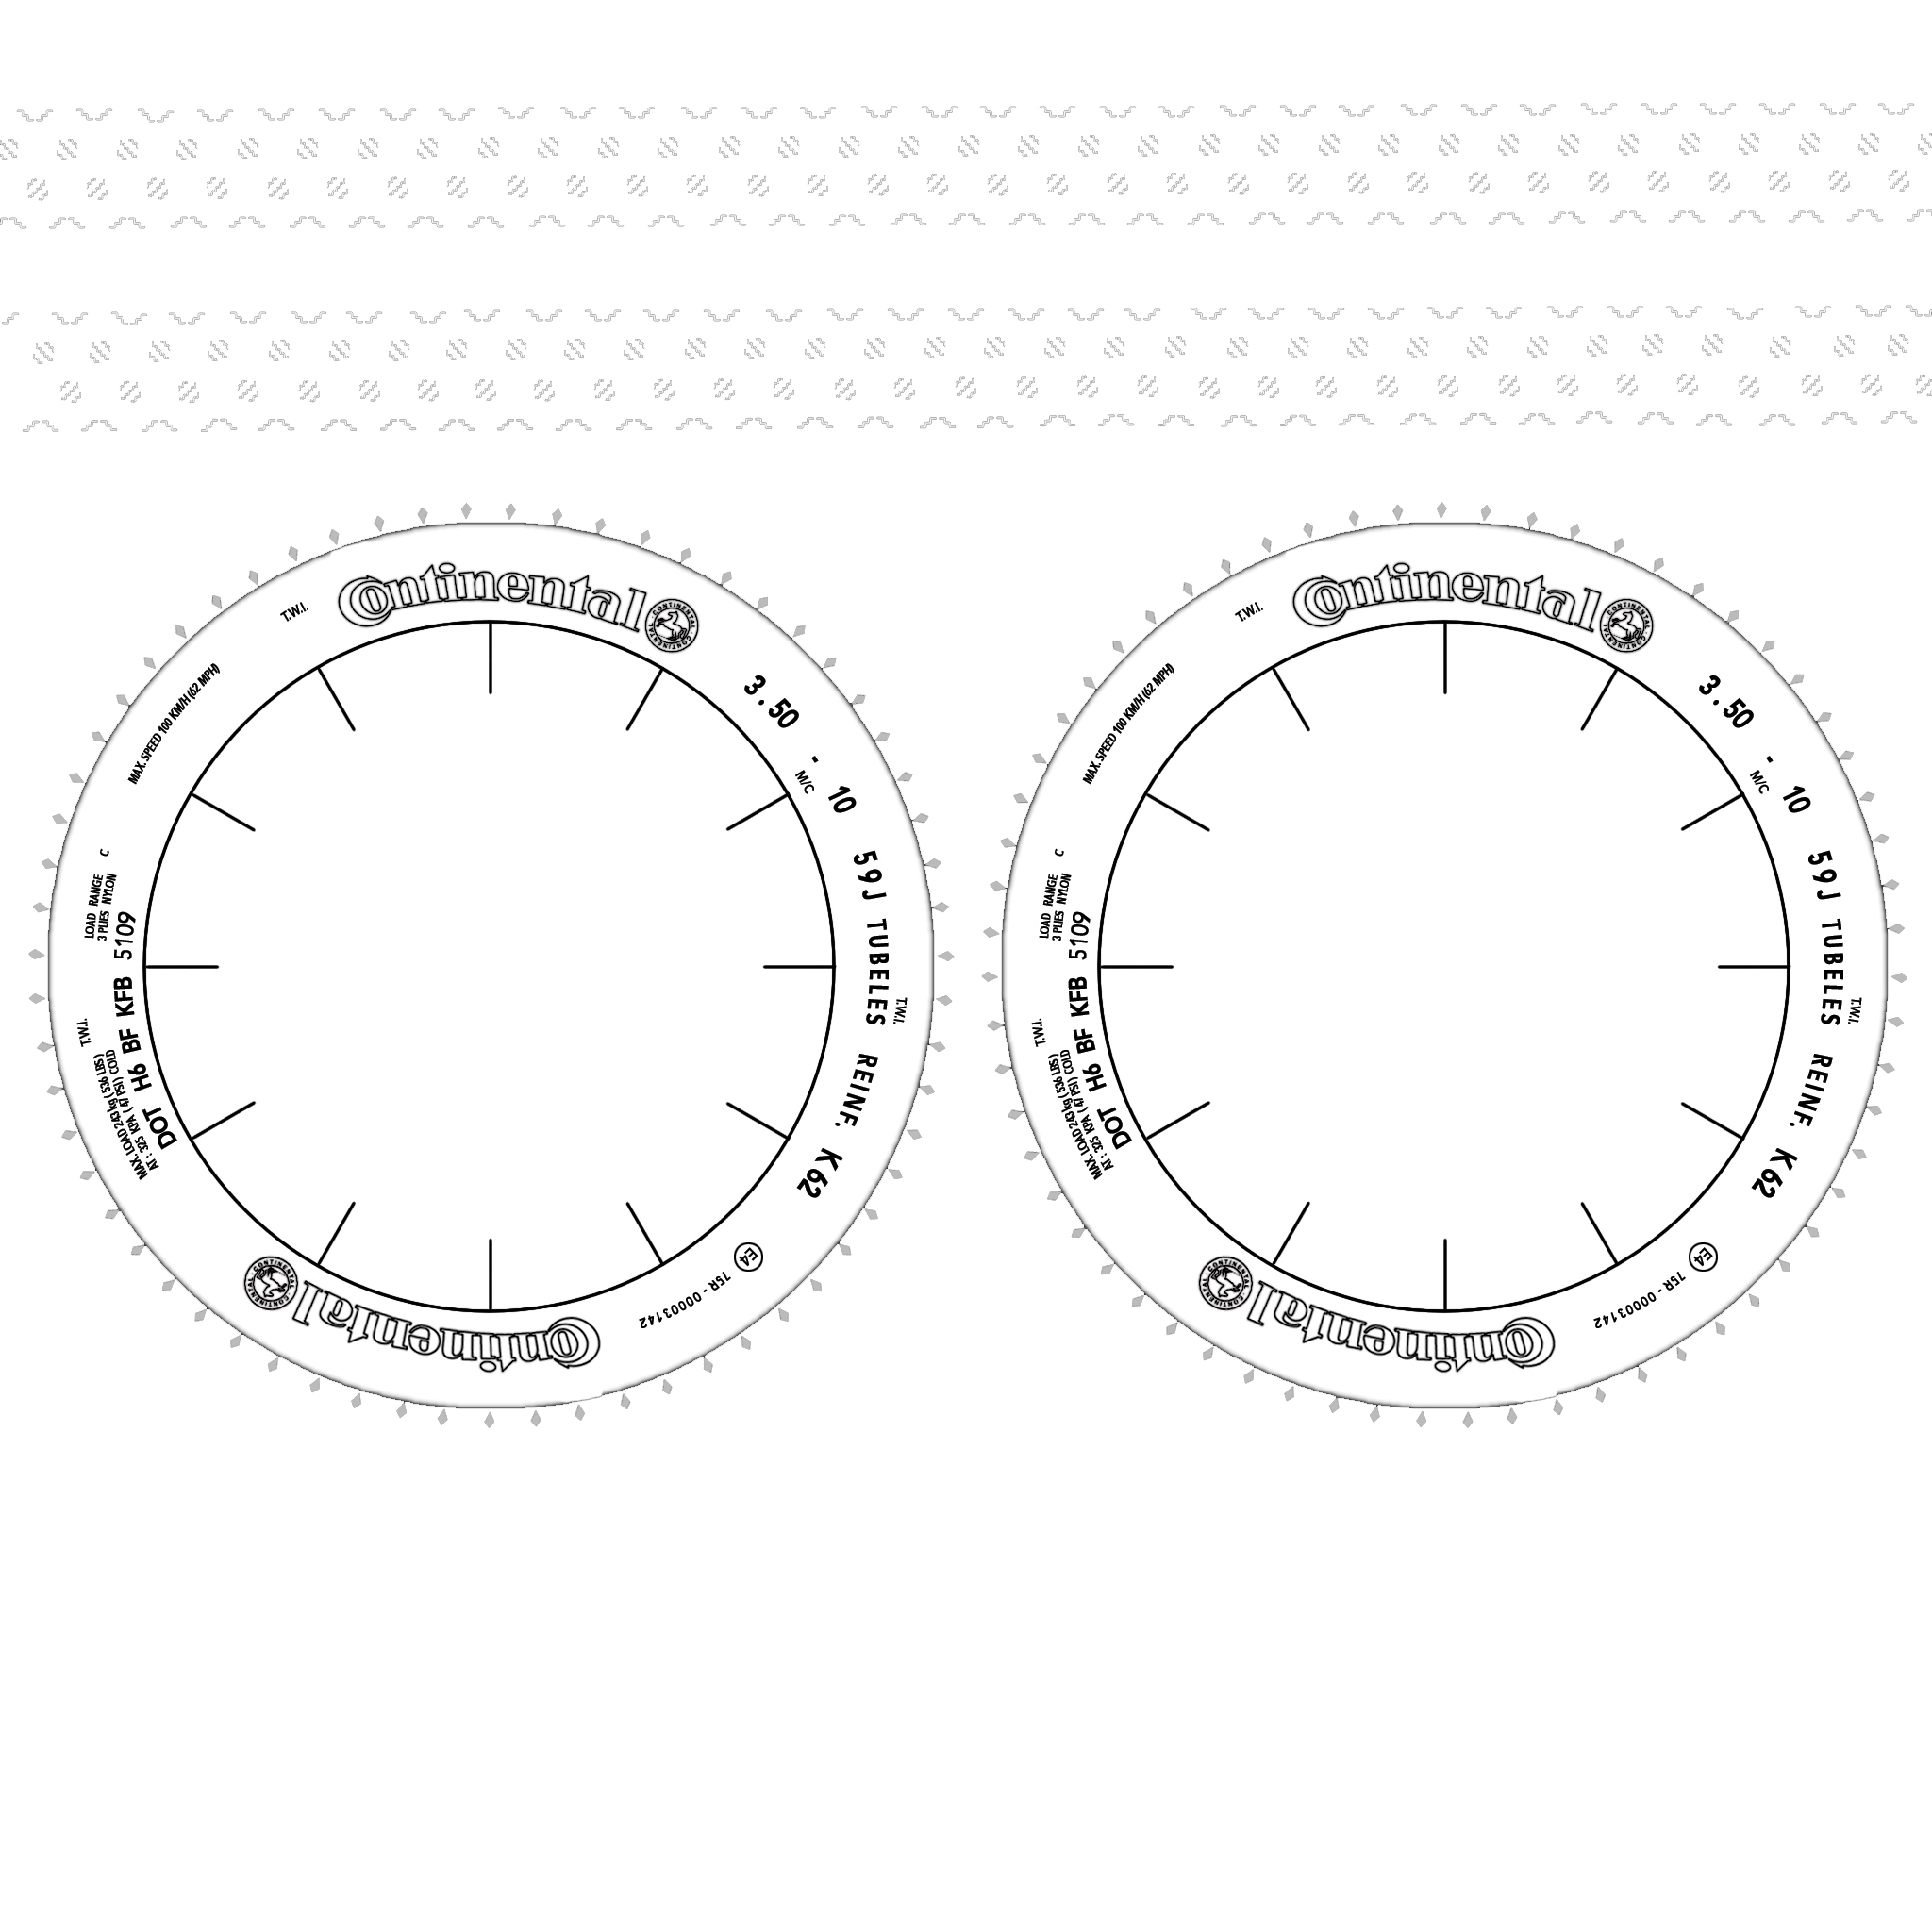 Continental
CONTINENTAL · CONTINENTAL ·
3.50 - 10
M/C
59J TUBELES
T.W.I.
REINF. K62
E4
75R - 00003142
Continental
CONTINENTAL · CONTINENTAL ·
DOT H6 BF KFB 5109
MAX. LOAD 243 kg (536 LBS)
AT : 325 KPA (47 PSI) COLD
T.W.I.
LOAD RANGE C
3 PLIES NYLON
MAX. SPEED 100 KM/H (62 MPH)
T.W.I.
Continental
CONTINENTAL · CONTINENTAL ·
3.50 - 10
M/C
59J TUBELES
T.W.I.
REINF. K62
E4
75R - 00003142
Continental
CONTINENTAL · CONTINENTAL ·
DOT H6 BF KFB 5109
MAX. LOAD 243 kg (536 LBS)
AT : 325 KPA (47 PSI) COLD
T.W.I.
LOAD RANGE C
3 PLIES NYLON
MAX. SPEED 100 KM/H (62 MPH)
T.W.I.